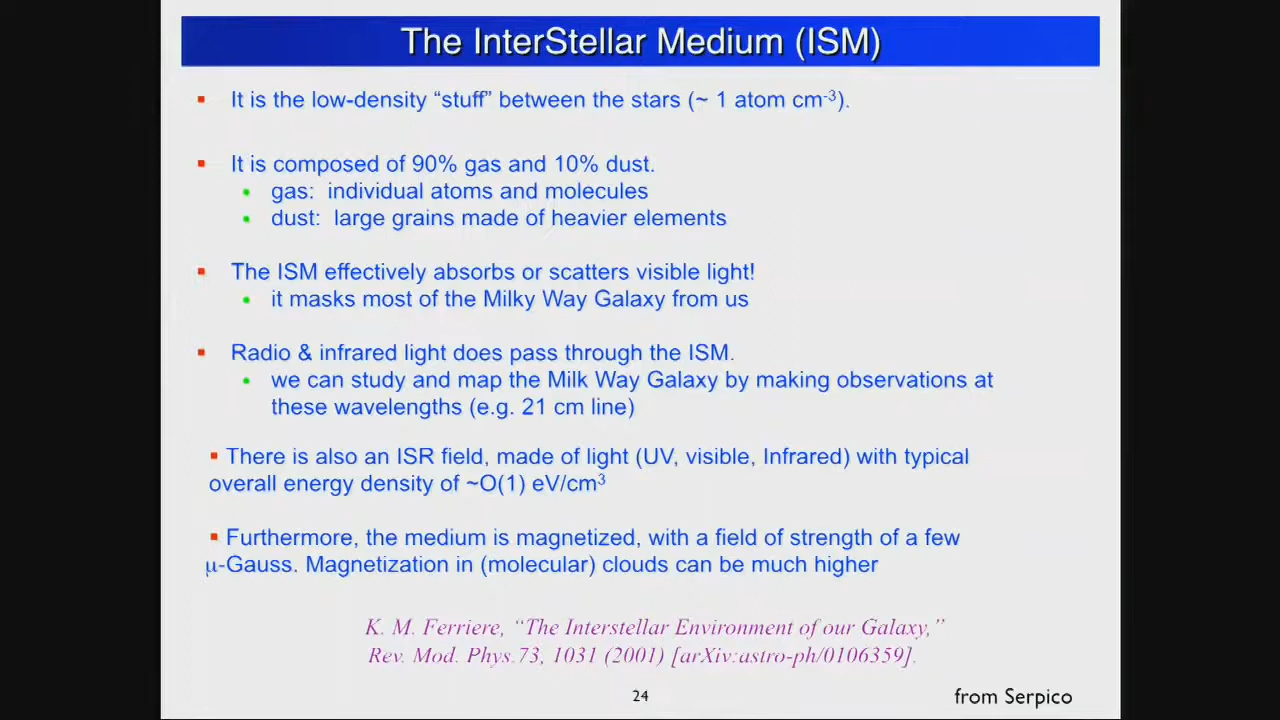 The InterStellar Medium (ISM)
▪ It is the low-density “stuff” between the stars (~ 1 atom cm-3).
▪ It is composed of 90% gas and 10% dust.
• gas: individual atoms and molecules
• dust: large grains made of heavier elements
▪ The ISM effectively absorbs or scatters visible light!
• it masks most of the Milky Way Galaxy from us
▪ Radio & infrared light does pass through the ISM.
• we can study and map the Milk Way Galaxy by making observations at
these wavelengths (e.g. 21 cm line)
▪ There is also an ISR field, made of light (UV, visible, Infrared) with typical
overall energy density of ~O(1) eV/cm3
▪ Furthermore, the medium is magnetized, with a field of strength of a few
μ-Gauss. Magnetization in (molecular) clouds can be much higher
K. M. Ferriere, “The Interstellar Environment of our Galaxy,”
Rev. Mod. Phys.73, 1031 (2001) [arXiv:astro-ph/0106359].
24
from Serpico